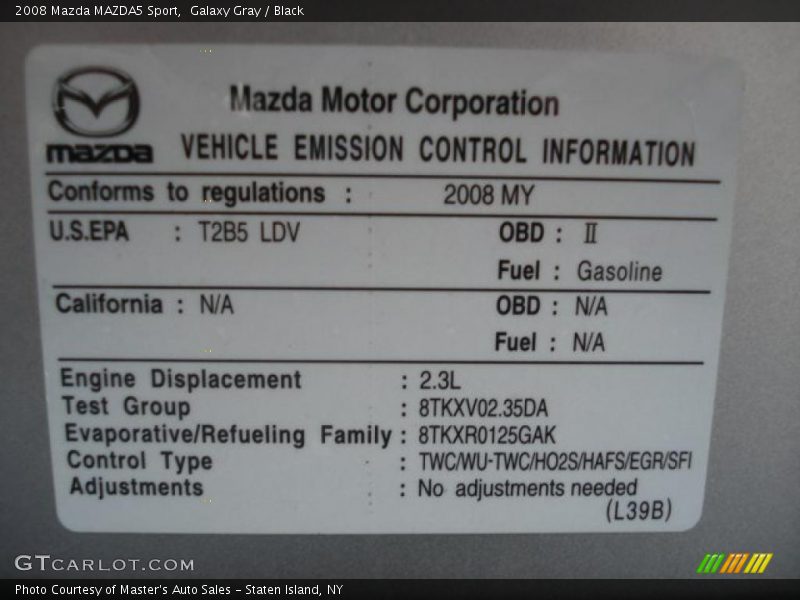 2008 Mazda MAZDA5 Sport,  Galaxy Gray / Black
Mazda Motor Corporation
mazda VEHICLE EMISSION CONTROL INFORMATION
Conforms to regulations : 2008 MY
U.S.EPA : T2B5 LDV OBD : II
Fuel : Gasoline
California : N/A OBD : N/A
Fuel : N/A
Engine Displacement : 2.3L
Test Group : 8TKXV02.35DA
Evaporative/Refueling Family : 8TKXR0125GAK
Control Type : TWC/WU-TWC/HO2S/HAFS/EGR/SFI
Adjustments : No adjustments needed
(L39B)
GTCARLOT.COM
Photo Courtesy of Master's Auto Sales – Staten Island, NY